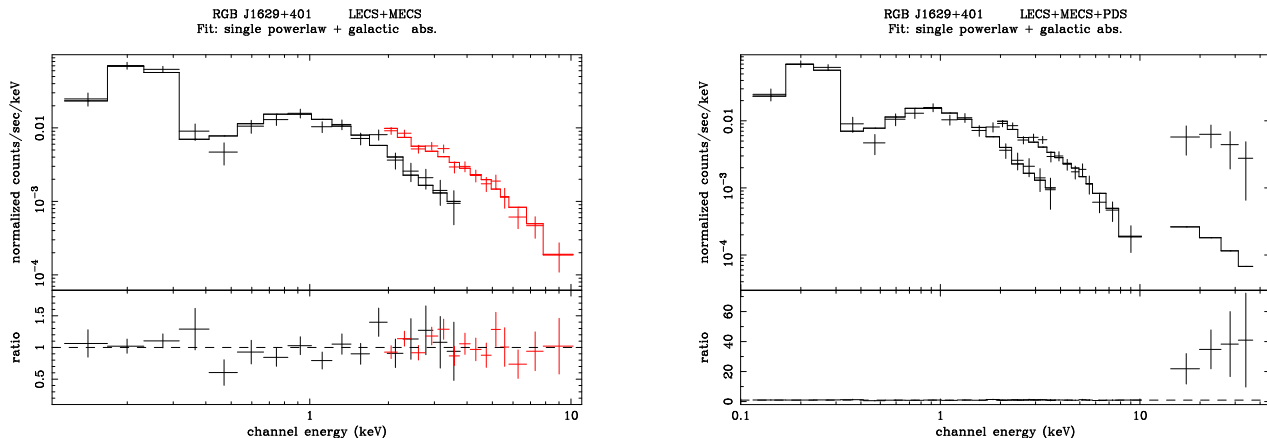 RGB J1629+401 LECS+MECS
Fit: single powerlaw + galactic abs.
normalized counts/sec/keV
0.01
10⁻³
10⁻⁴
ratio
1.5
1
0.5
1 10
channel energy (keV)
RGB J1629+401 LECS+MECS+PDS
Fit: single powerlaw + galactic abs.
normalized counts/sec/keV
0.01
10⁻³
10⁻⁴
ratio
60
40
20
0
0.1 1 10
channel energy (keV)